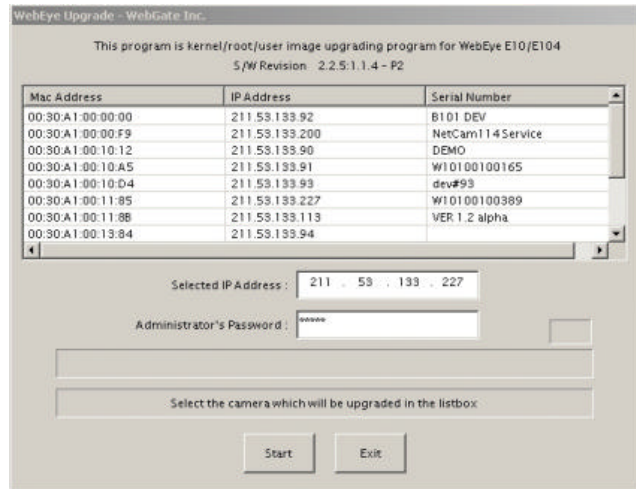 WebEye Upgrade - WebGate Inc.
This program is kernel/root/user image upgrading program for WebEye E10/E104
S/W Revision 2.2.5:1.1.4 - P2
Mac Address IP Address Serial Number
00:30:A1:00:00:00 211.53.133.92 B101 DEV
00:30:A1:00:00:F9 211.53.133.200 NetCam114 Service
00:30:A1:00:10:12 211.53.133.90 DEMO
00:30:A1:00:10:A5 211.53.133.91 W10100100165
00:30:A1:00:10:D4 211.53.133.93 dev#93
00:30:A1:00:11:85 211.53.133.227 W10100100389
00:30:A1:00:11:8B 211.53.133.113 VER 1.2 alpha
00:30:A1:00:13:84 211.53.133.94
Selected IP Address : 211 . 53 . 133 . 227
Administrator's Password : *****
Select the camera which will be upgraded in the listbox
Start Exit